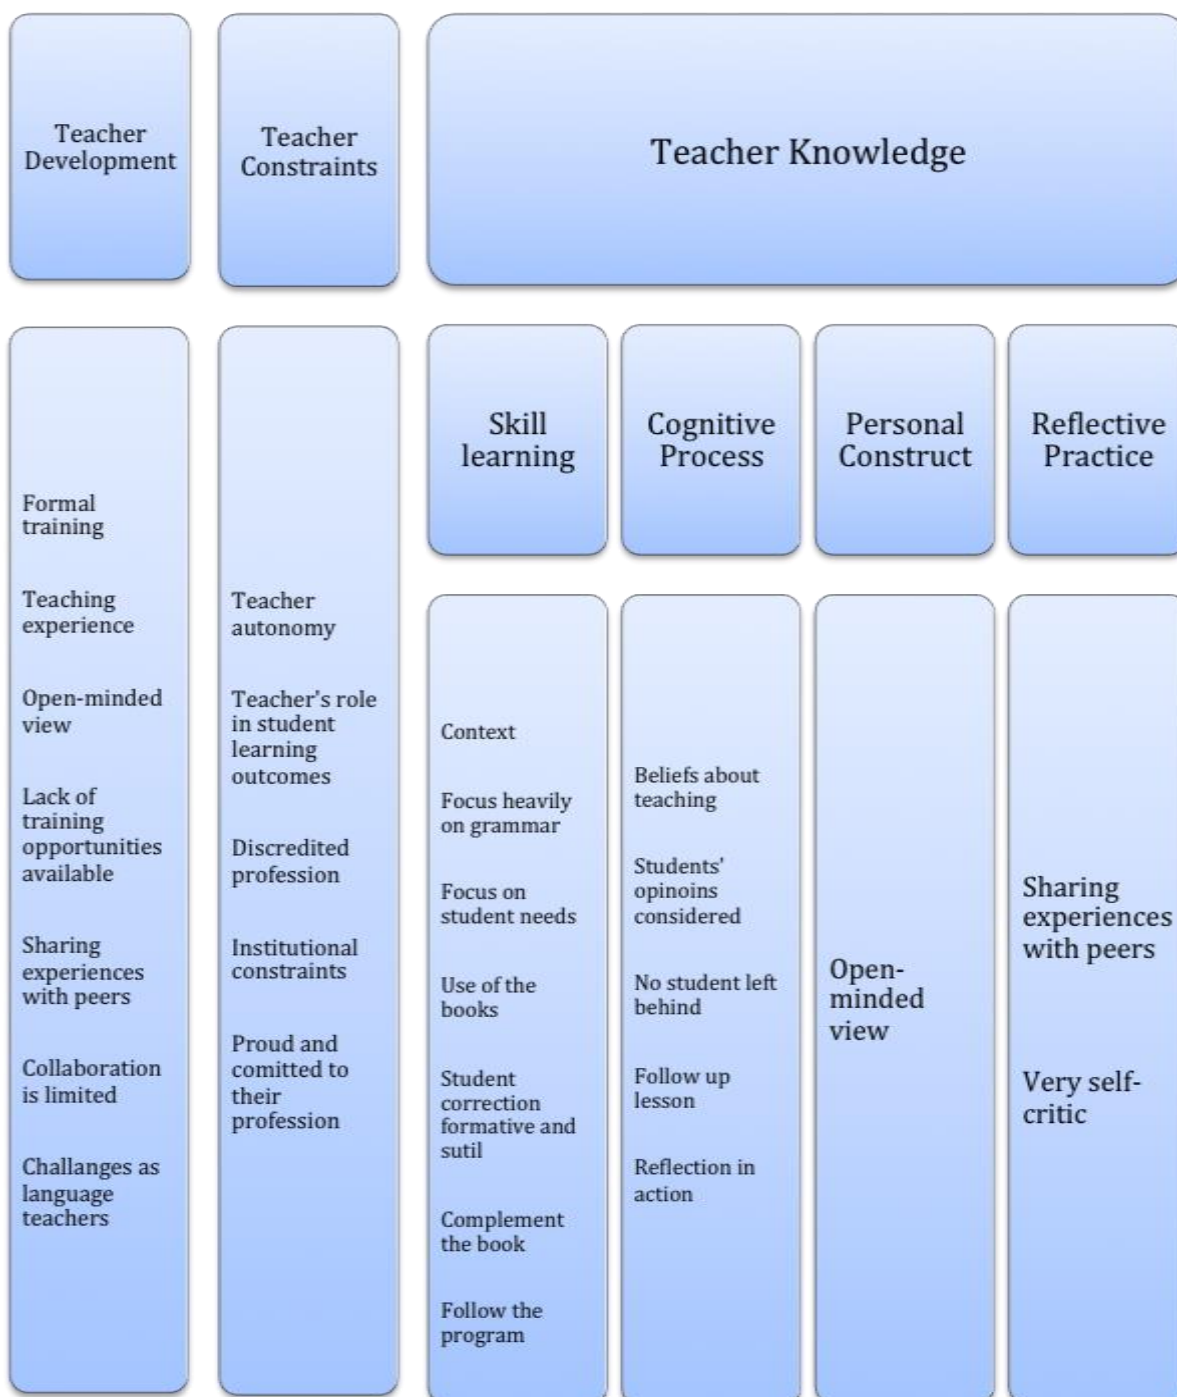 Teacher
Development
Teacher
Constraints
Teacher Knowledge
Formal
training
Teaching
experience
Open-minded
view
Lack of
training
opportunities
available
Sharing
experiences
with peers
Collaboration
is limited
Challanges as
language
teachers
Teacher
autonomy
Teacher's role
in student
learning
outcomes
Discredited
profession
Institutional
constraints
Proud and
comitted to
their
profession
Skill
learning
Context
Focus heavily
on grammar
Focus on
student needs
Use of the
books
Student
correction
formative and
sutil
Complement
the book
Follow the
program
Cognitive
Process
Beliefs about
teaching
Students'
opinoins
considered
No student left
behind
Follow up
lesson
Reflection in
action
Personal
Construct
Open-
minded
view
Reflective
Practice
Sharing
experiences
with peers
Very self-
critic